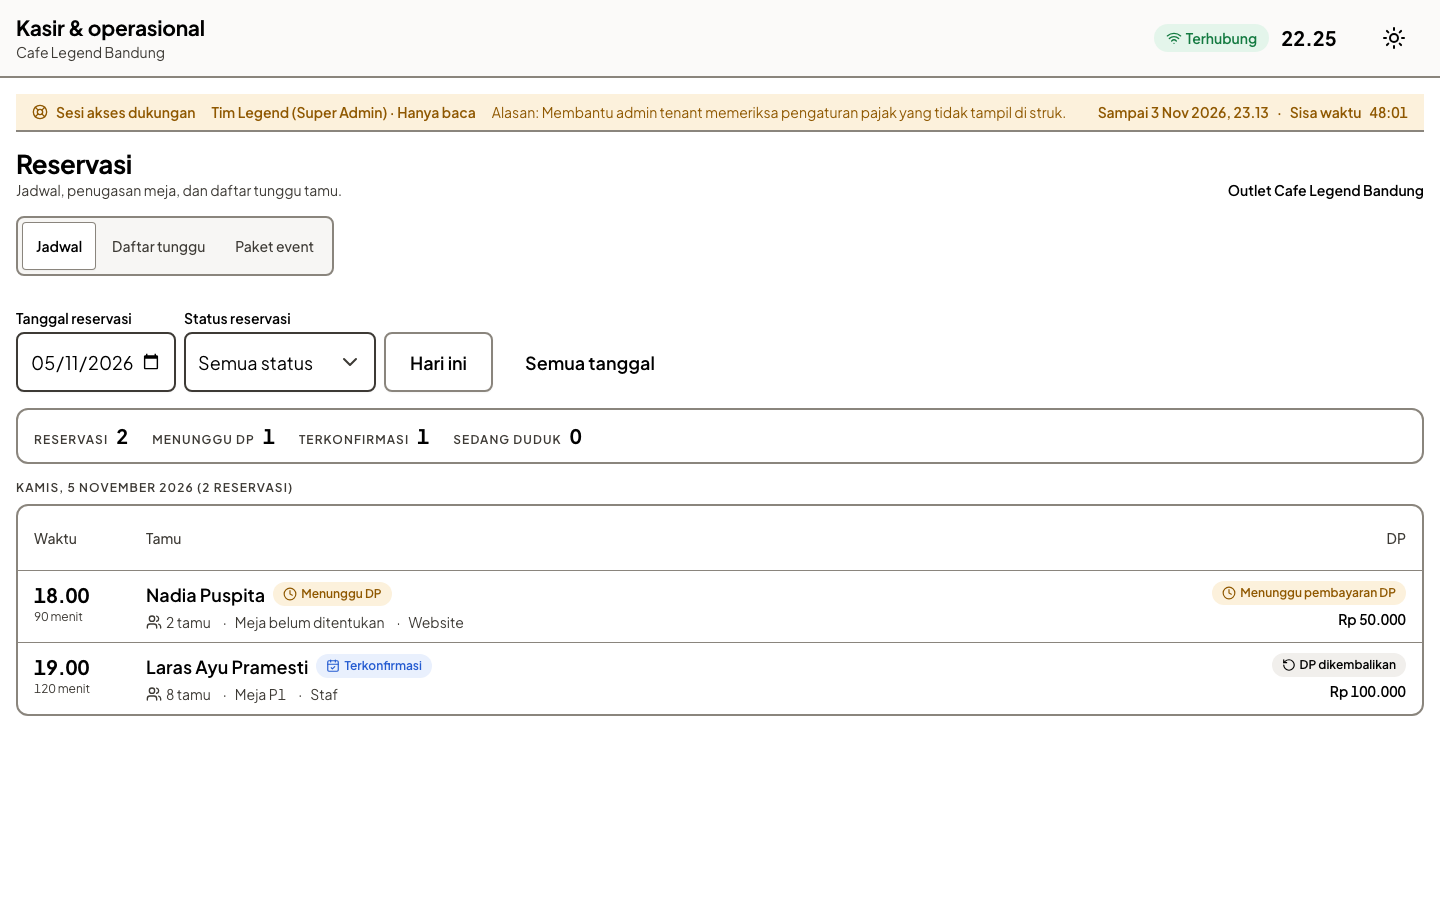 Kasir & operasional
Cafe Legend Bandung
Terhubung 22.25
Sesi akses dukungan Tim Legend (Super Admin) · Hanya baca Alasan: Membantu admin tenant memeriksa pengaturan pajak yang tidak tampil di struk. Sampai 3 Nov 2026, 23.13 · Sisa waktu 48:01
Reservasi
Jadwal, penugasan meja, dan daftar tunggu tamu.
Outlet Cafe Legend Bandung
Jadwal Daftar tunggu Paket event
Tanggal reservasi Status reservasi
05/11/2026 Semua status Hari ini Semua tanggal
RESERVASI 2 MENUNGGU DP 1 TERKONFIRMASI 1 SEDANG DUDUK 0
KAMIS, 5 NOVEMBER 2026 (2 RESERVASI)
Waktu Tamu DP
18.00 Nadia Puspita Menunggu DP Menunggu pembayaran DP
90 menit 2 tamu · Meja belum ditentukan · Website Rp 50.000
19.00 Laras Ayu Pramesti Terkonfirmasi DP dikembalikan
120 menit 8 tamu · Meja P1 · Staf Rp 100.000